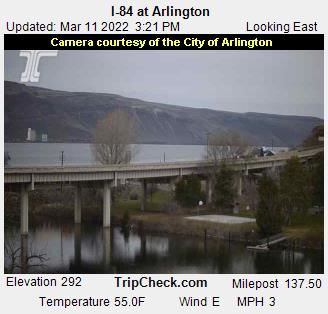 I-84 at Arlington
Updated: Mar 11 2022 3:21 PM Looking East
Camera courtesy of the City of Arlington
Elevation 292 TripCheck.com Milepost 137.50
Temperature 55.0F Wind E MPH 3